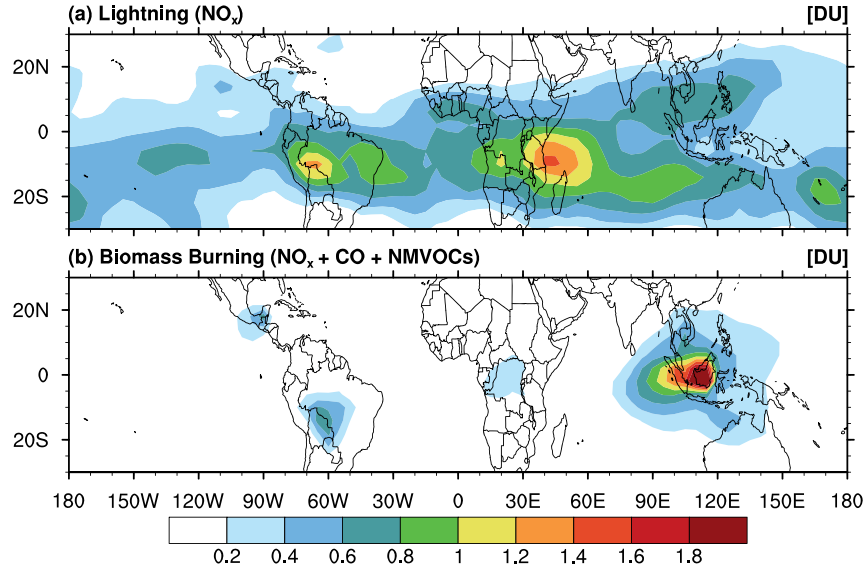 (a) Lightning (NOₓ) [DU]
20N
0
20S
(b) Biomass Burning (NOₓ + CO + NMVOCs) [DU]
20N
0
20S
180 150W 120W 90W 60W 30W 0 30E 60E 90E 120E 150E 180
0.2 0.4 0.6 0.8 1 1.2 1.4 1.6 1.8